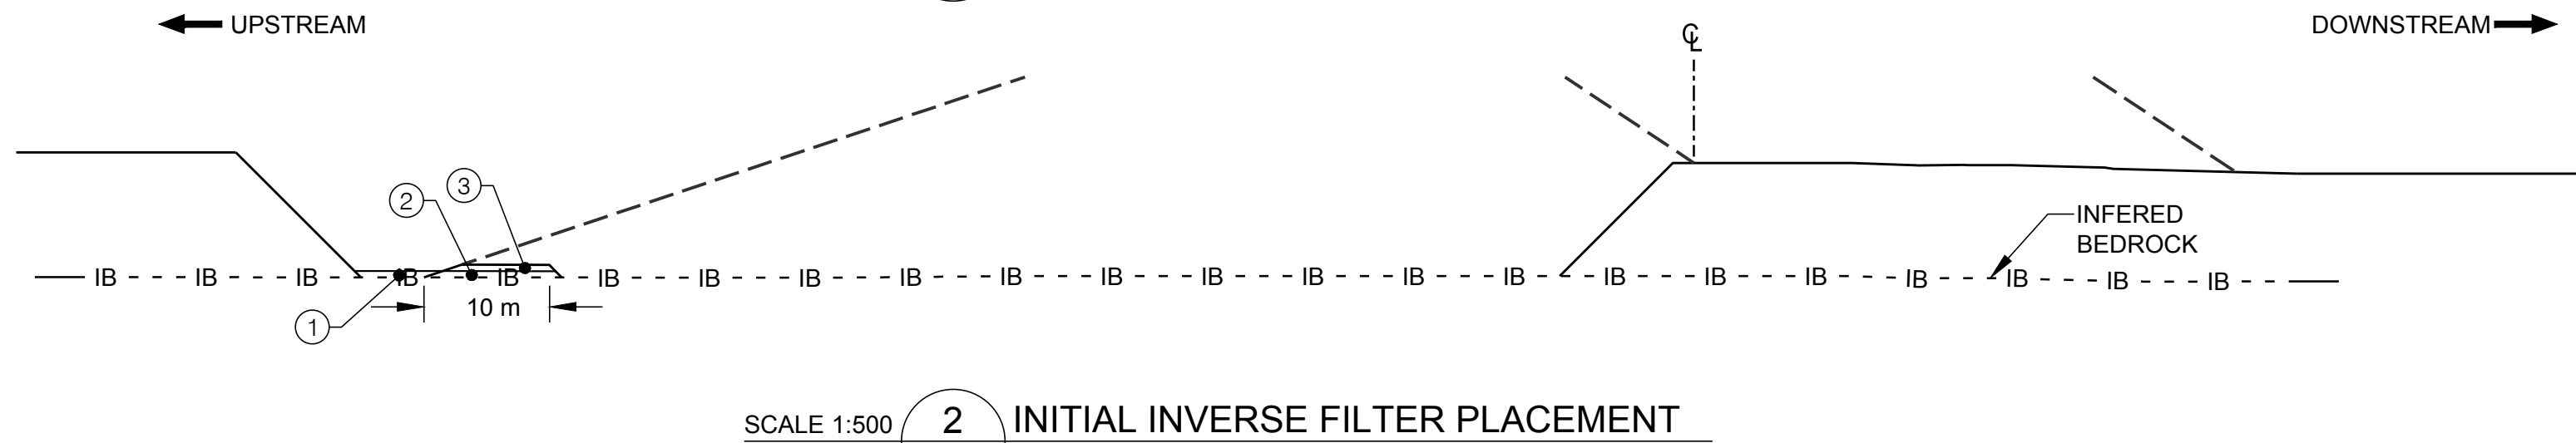 UPSTREAM
℄
DOWNSTREAM
3
2
INFERED
BEDROCK
IB IB IB IB IB IB IB IB IB IB IB IB IB IB IB IB IB IB IB IB IB IB
10 m
1
SCALE 1:500 2 INITIAL INVERSE FILTER PLACEMENT